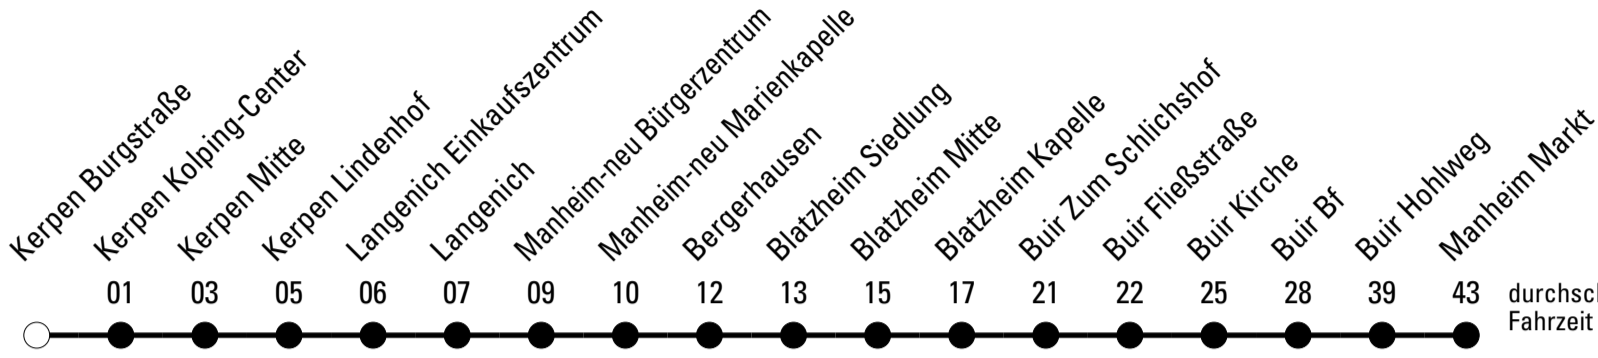 Kerpen Burgstraße
Kerpen Kolping-Center
Kerpen Mitte
Kerpen Lindenhof
Langenich Einkaufszentrum
Langenich
Manheim-neu Bürgerzentrum
Manheim-neu Marienkapelle
Bergerhausen
Blatzheim Siedlung
Blatzheim Mitte
Blatzheim Kapelle
Buir Zum Schlichshof
Buir Fließstraße
Buir Kirche
Buir Bf
Buir Hohlweg
Manheim Markt
01 03 05 06 07 09 10 12 13 15 17 21 22 25 28 39 43
Fahrzeit